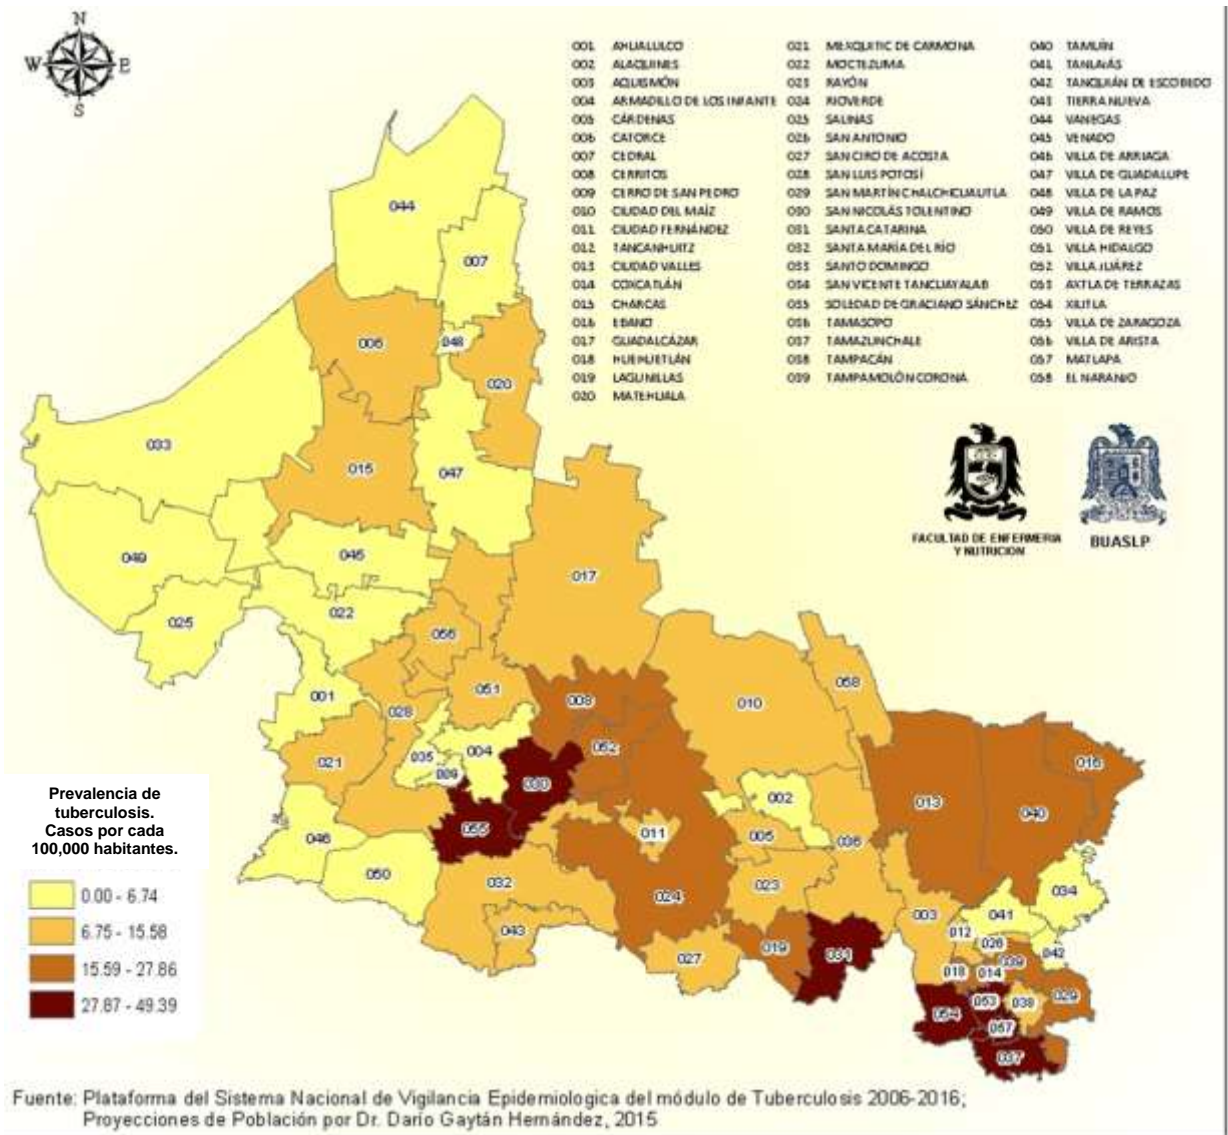 N
W E
S
001 AHUALULCO
002 ALAQUINES
003 AQUISMÓN
004 ARMADILLO DE LOS INFANTE
005 CÁRDENAS
006 CATORCE
007 CEDRAL
008 CERRITOS
009 CERRO DE SAN PEDRO
010 CIUDAD DEL MAÍZ
011 CIUDAD FERNÁNDEZ
012 TANCANHUITZ
013 CIUDAD VALLES
014 COXCATLÁN
015 CHARCAS
016 EBANO
017 GUADALCÁZAR
018 HUEHUETLÁN
019 LAGUNILLAS
020 MATEHUALA
021 MEXQUITIC DE CARMONA
022 MOCTEZUMA
023 RAYÓN
024 RIOVERDE
025 SALINAS
026 SAN ANTONIO
027 SAN CIRO DE ACOSTA
028 SAN LUIS POTOSÍ
029 SAN MARTÍN CHALCHICUAUTLA
030 SAN NICOLÁS TOLENTINO
031 SANTA CATARINA
032 SANTA MARÍA DEL RÍO
033 SANTO DOMINGO
034 SAN VICENTE TANCUAYALAB
035 SOLEDAD DE GRACIANO SÁNCHEZ
036 TAMASOPO
037 TAMAZUNCHALE
038 TAMPACÁN
039 TAMPAMOLÓN CORONA
040 TAMUÍN
041 TANLAJÁS
042 TANQUIÁN DE ESCOBEDO
043 TIERRA NUEVA
044 VANEGAS
045 VENADO
046 VILLA DE ARRIAGA
047 VILLA DE GUADALUPE
048 VILLA DE LA PAZ
049 VILLA DE RAMOS
050 VILLA DE REYES
051 VILLA HIDALGO
052 VILLA JUÁREZ
053 AXTLA DE TERRAZAS
054 XILITLA
055 VILLA DE ZARAGOZA
056 VILLA DE ARISTA
057 MATLAPA
058 EL NARANJO
044
007
006
048
020
033
015
047
049
045
017
025
022
056
001
051
008
058
010
028
052
035
004
021
009
030
016
002
013
040
046
055
011
005
036
050
032
023
034
024
003
041
012
043
026
019
031
027
039
042
018
014
029
054
053
038
057
037
FACULTAD DE ENFERMERIA
Y NUTRICION
BUASLP
Prevalencia de
tuberculosis.
Casos por cada
100,000 habitantes.
0.00 - 6.74
6.75 - 15.58
15.59 - 27.86
27.87 - 49.39
Fuente: Plataforma del Sistema Nacional de Vigilancia Epidemiologica del módulo de Tuberculosis 2006-2016;
Proyecciones de Población por Dr. Darío Gaytán Hernández, 2015